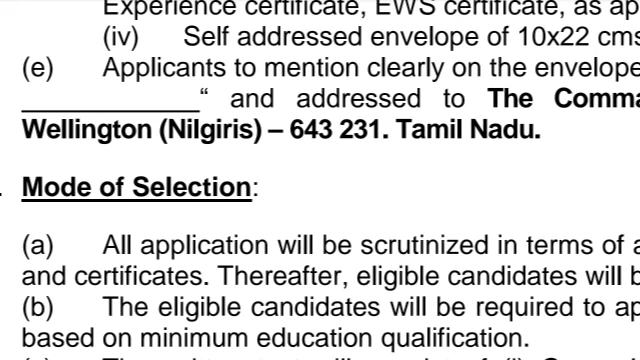 Experience certificate, EWS certificate, as ap
(iv) Self addressed envelope of 10x22 cms
(e) Applicants to mention clearly on the envelope
____________“ and addressed to The Comma
Wellington (Nilgiris) – 643 231. Tamil Nadu.
Mode of Selection:
(a) All application will be scrutinized in terms of a
and certificates. Thereafter, eligible candidates will b
(b) The eligible candidates will be required to ap
based on minimum education qualification.